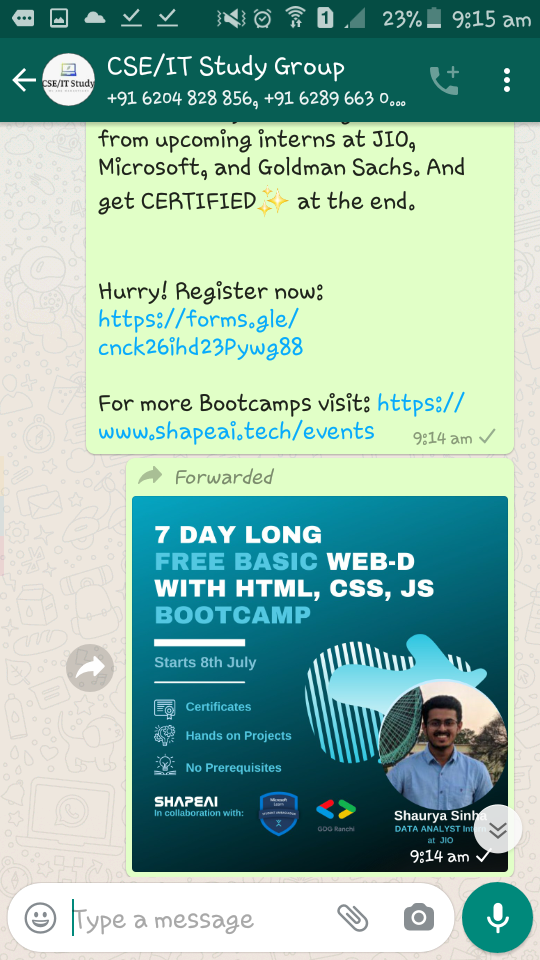 23% 9:15 am
CSE/IT Study Group
CSE/IT Study
+91 6204 828 856, +91 6289 663 0...
from upcoming interns at JIO,
Microsoft, and Goldman Sachs. And
get CERTIFIED✨ at the end.
Hurry! Register now:
https://forms.gle/
cnck26ihd23Pywg88
For more Bootcamps visit: https://
www.shapeai.tech/events
9:14 am
Forwarded
7 DAY LONG
FREE BASIC WEB-D
WITH HTML, CSS, JS
BOOTCAMP
Starts 8th July
Certificates
Hands on Projects
No Prerequisites
SHAPEAI
In collaboration with:
Microsoft
GDG Ranchi
Shaurya Sinha
DATA ANALYST Intern
at JIO
9:14 am
Type a message